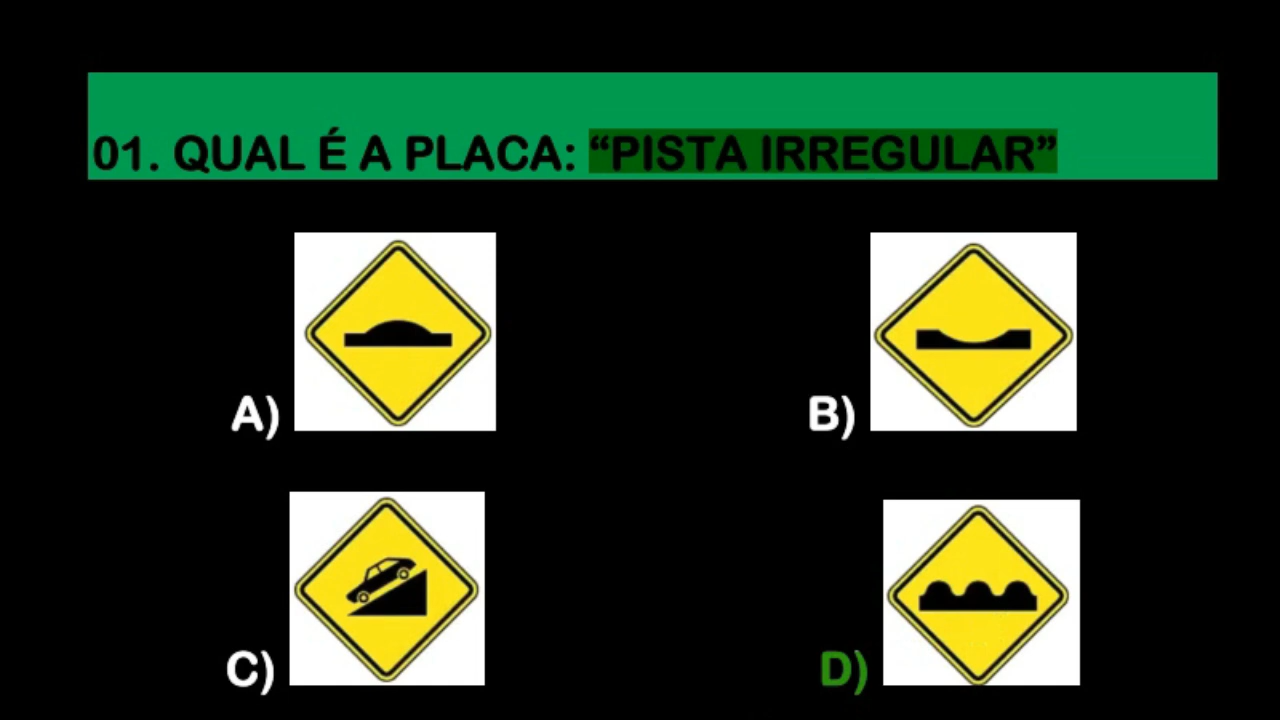 01. QUAL É A PLACA: “PISTA IRREGULAR”
A)
B)
C)
D)